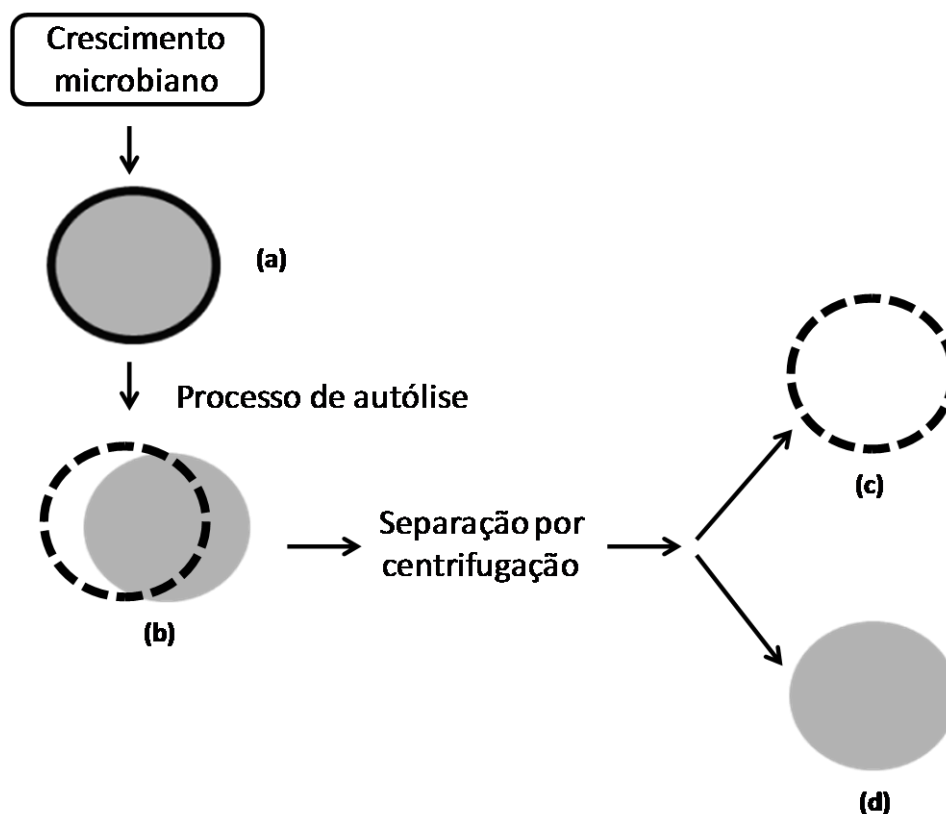 Crescimento
microbiano
(a)
Processo de autólise
(b)
Separação por
centrifugação
(c)
(d)